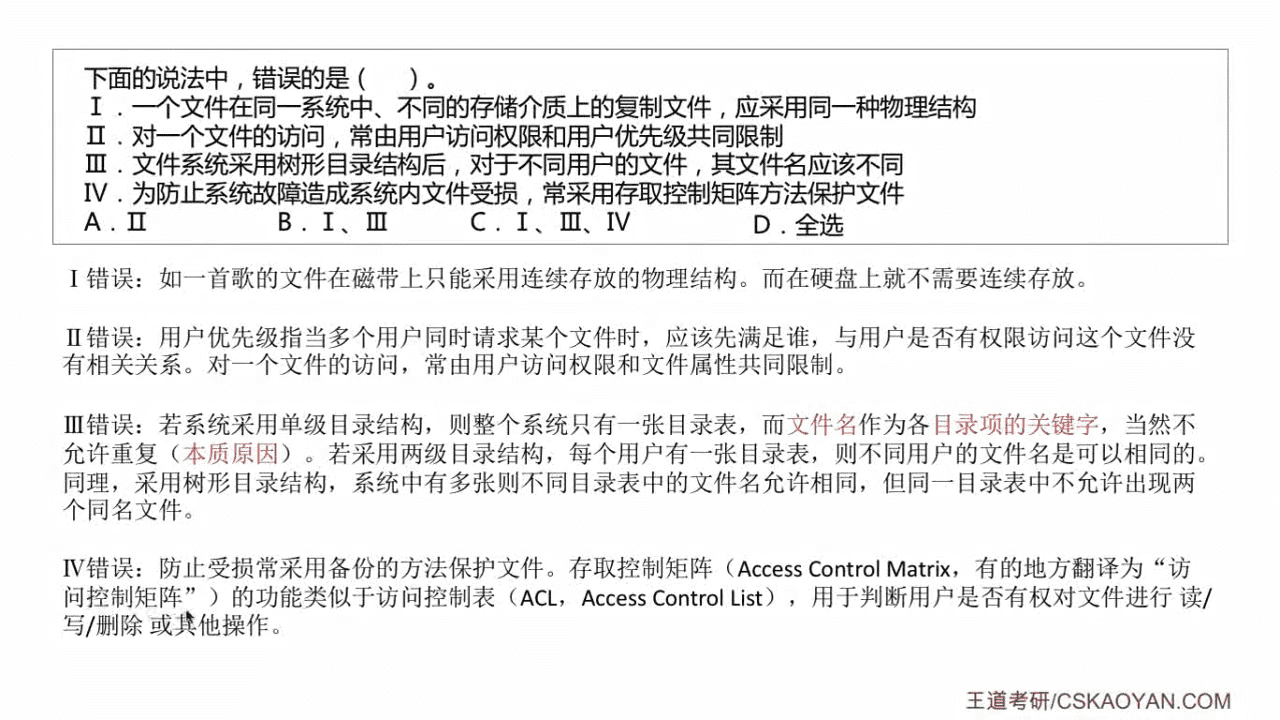 下面的说法中，错误的是（　　）。
Ⅰ．一个文件在同一系统中、不同的存储介质上的复制文件，应采用同一种物理结构
Ⅱ．对一个文件的访问，常由用户访问权限和用户优先级共同限制
Ⅲ．文件系统采用树形目录结构后，对于不同用户的文件，其文件名应该不同
Ⅳ．为防止系统故障造成系统内文件受损，常采用存取控制矩阵方法保护文件
A．Ⅱ　　B．Ⅰ、Ⅲ　　C．Ⅰ、Ⅲ、Ⅳ　　D．全选
Ⅰ错误：如一首歌的文件在磁带上只能采用连续存放的物理结构。而在硬盘上就不需要连续存放。
Ⅱ错误：用户优先级指当多个用户同时请求某个文件时，应该先满足谁，与用户是否有权限访问这个文件没
有相关关系。对一个文件的访问，常由用户访问权限和文件属性共同限制。
Ⅲ错误：若系统采用单级目录结构，则整个系统只有一张目录表，而文件名作为各目录项的关键字，当然不
允许重复（本质原因）。若采用两级目录结构，每个用户有一张目录表，则不同用户的文件名是可以相同的。
同理，采用树形目录结构，系统中有多张则不同目录表中的文件名允许相同，但同一目录表中不允许出现两
个同名文件。
Ⅳ错误：防止受损常采用备份的方法保护文件。存取控制矩阵（Access Control Matrix，有的地方翻译为“访
问控制矩阵”）的功能类似于访问控制表（ACL，Access Control List），用于判断用户是否有权对文件进行 读/
写/删除 或其他操作。
王道考研/CSKAOYAN.COM